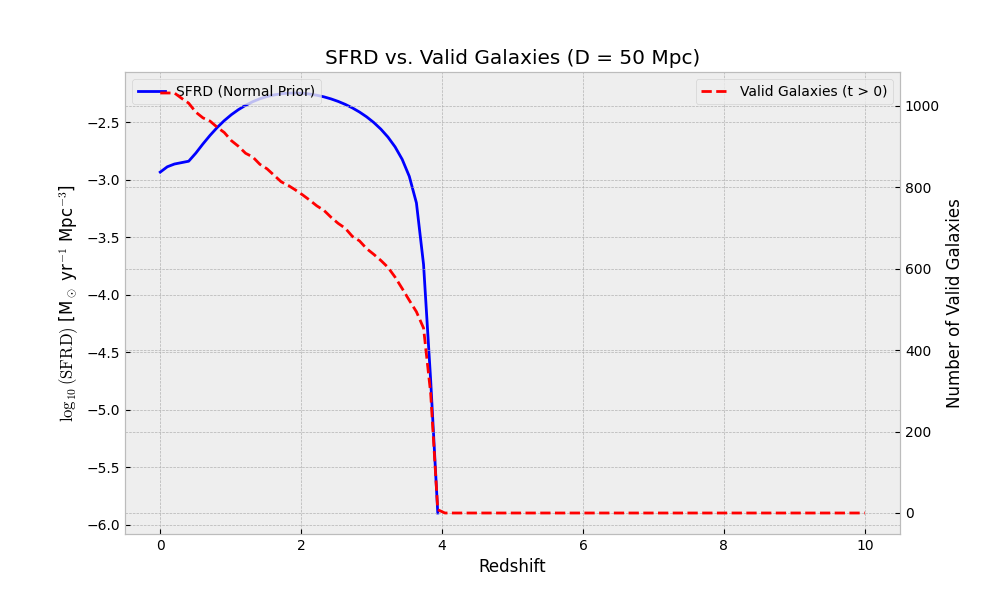 SFRD vs. Valid Galaxies (D = 50 Mpc)
SFRD (Normal Prior)
Valid Galaxies (t > 0)
log₁₀ (SFRD) [M⊙ yr⁻¹ Mpc⁻³]
−2.5
−3.0
−3.5
−4.0
−4.5
−5.0
−5.5
−6.0
1000
800
600
400
200
0
Number of Valid Galaxies
0 2 4 6 8 10
Redshift